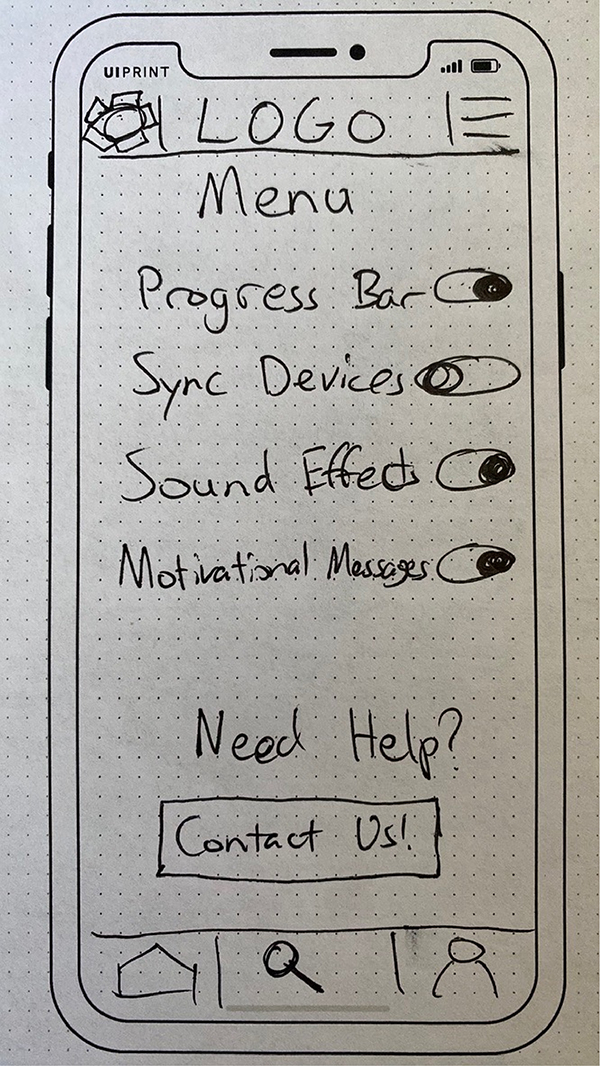 UIPRINT
LOGO
Menu
Progress Bar
Sync Devices
Sound Effects
Motivational Messages
Need Help?
Contact Us!